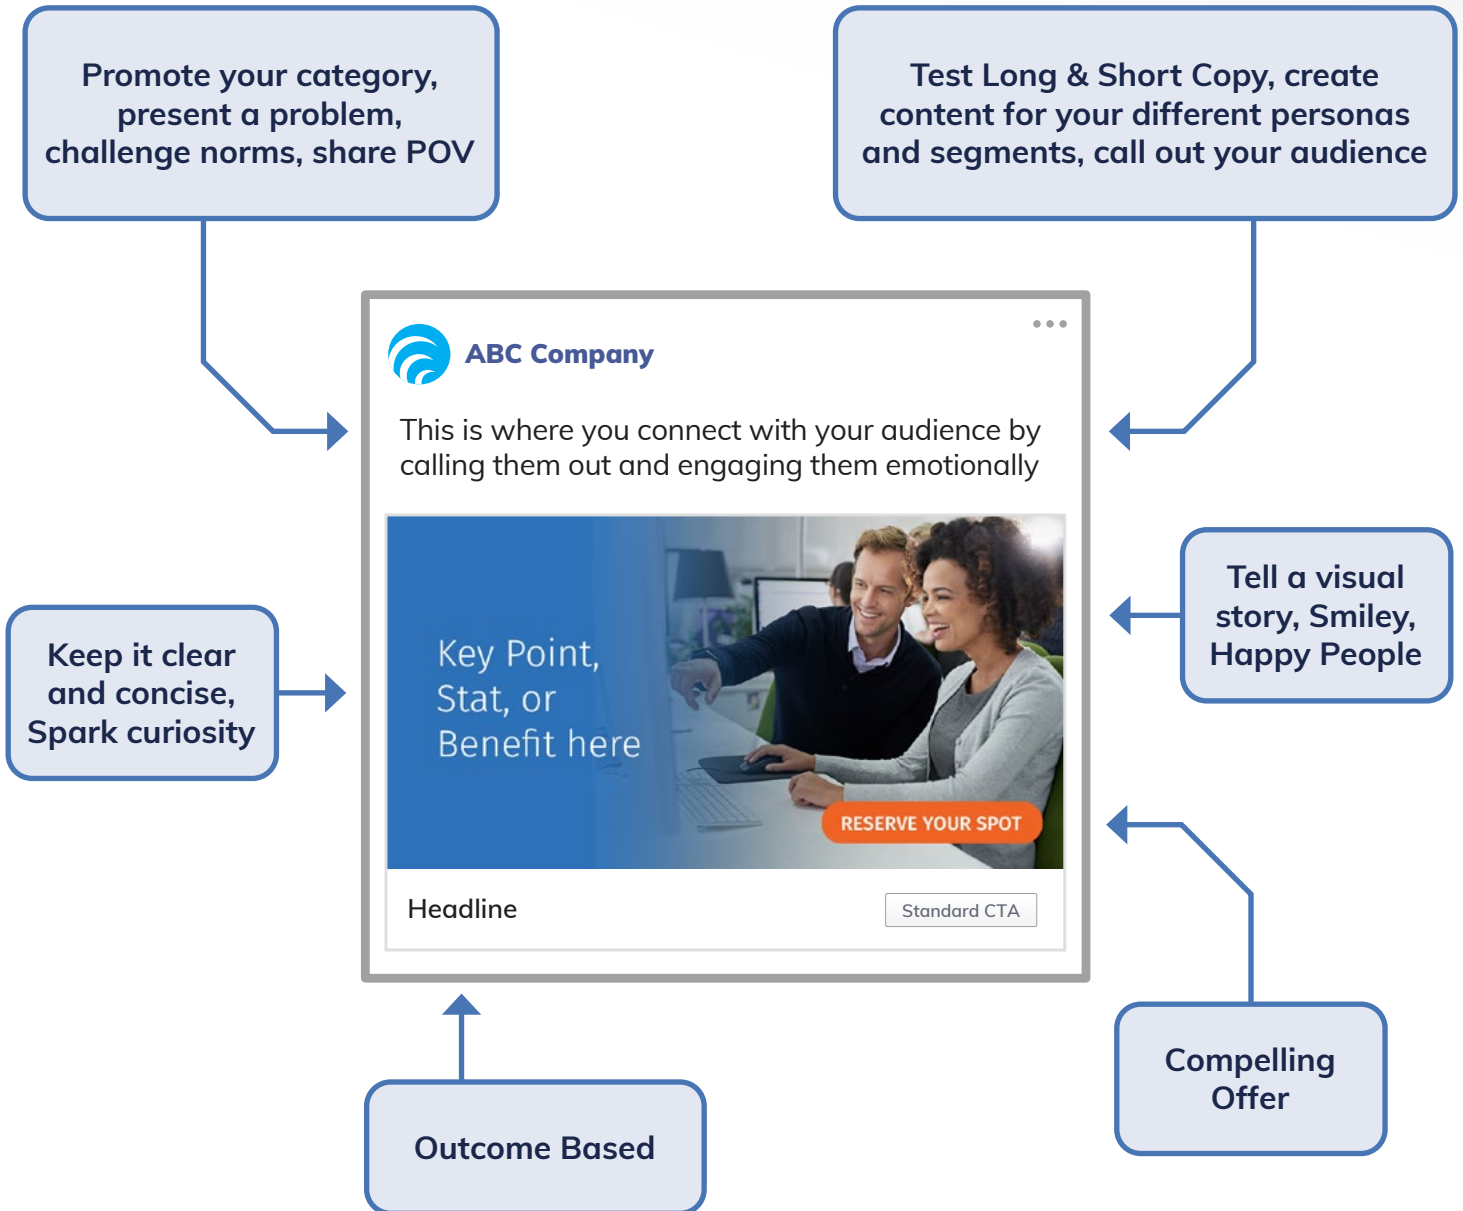 Promote your category,
present a problem,
challenge norms, share POV
Test Long & Short Copy, create
content for your different personas
and segments, call out your audience
ABC Company
This is where you connect with your audience by
calling them out and engaging them emotionally
Key Point,
Stat, or
Benefit here
RESERVE YOUR SPOT
Headline
Standard CTA
Keep it clear
and concise,
Spark curiosity
Tell a visual
story, Smiley,
Happy People
Compelling
Offer
Outcome Based